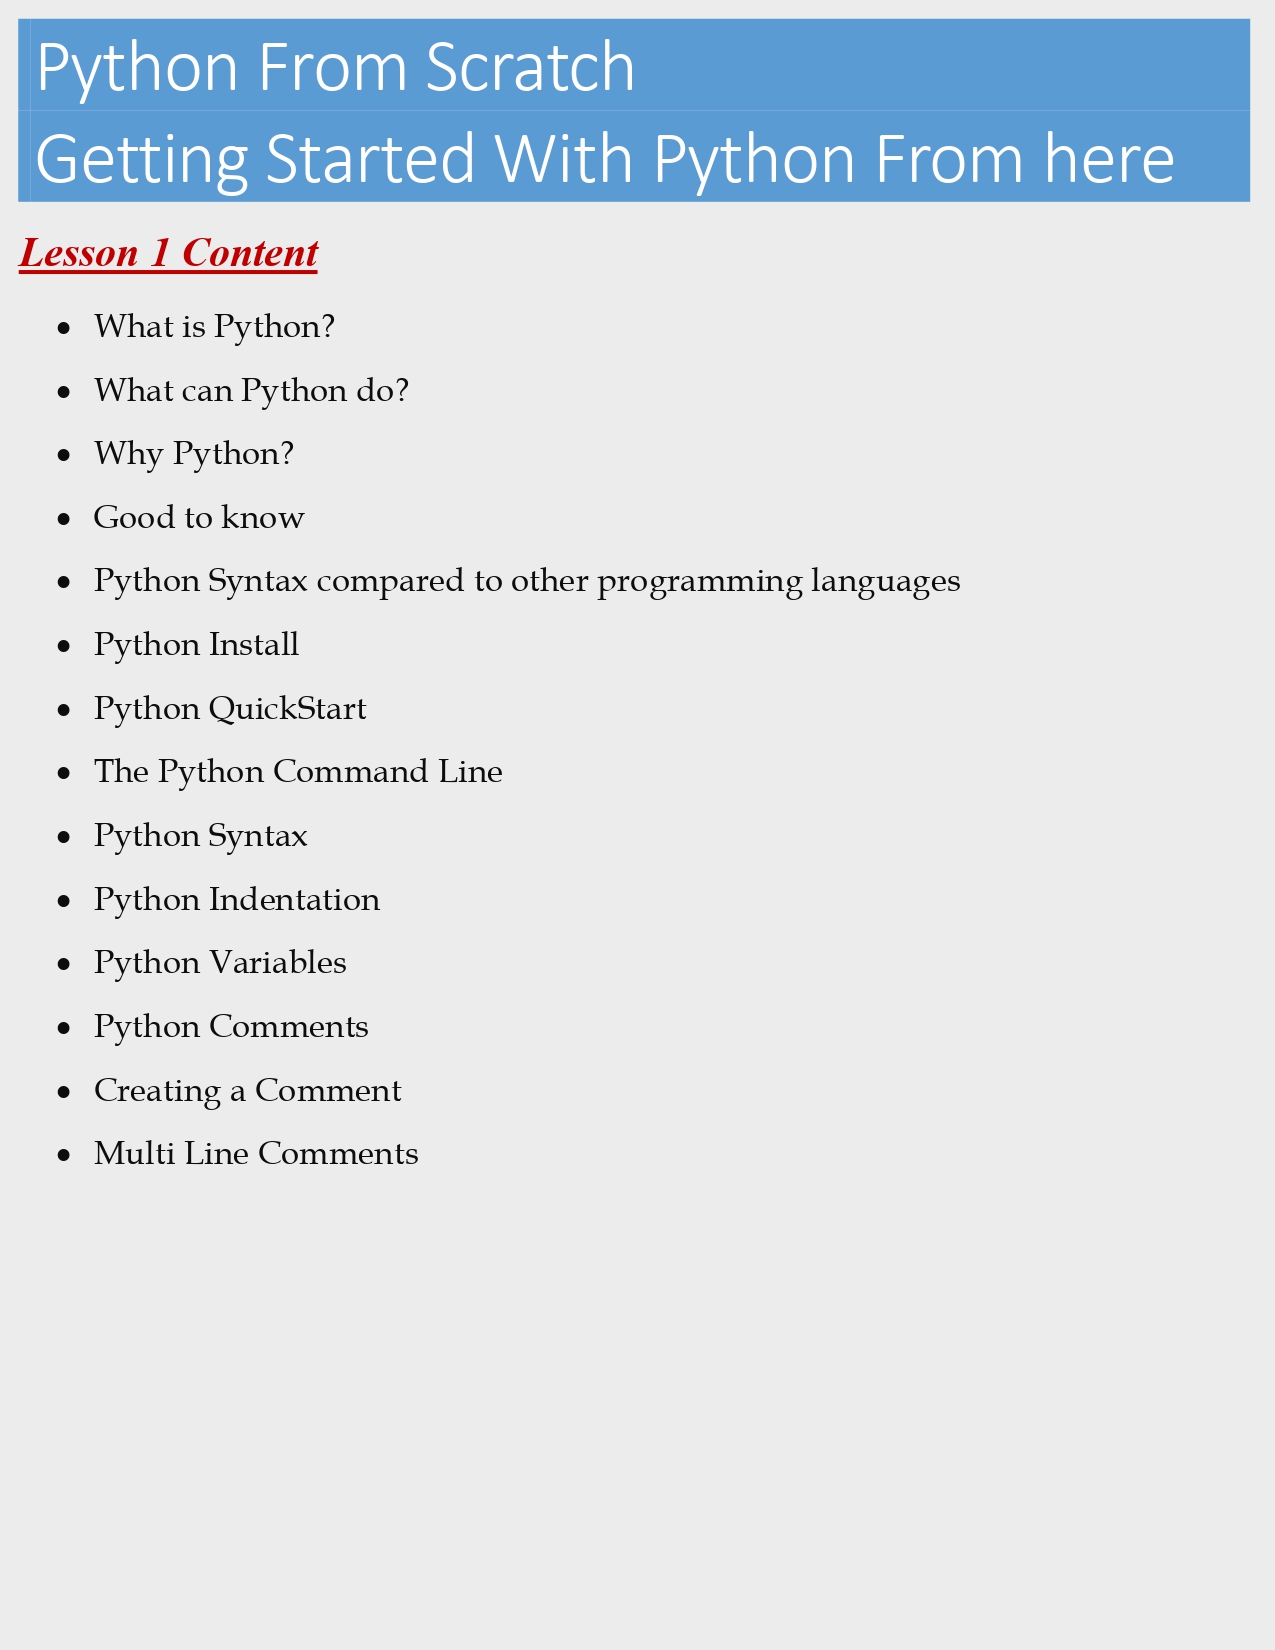 Python From Scratch
Getting Started With Python From here
Lesson 1 Content
• What is Python?
• What can Python do?
• Why Python?
• Good to know
• Python Syntax compared to other programming languages
• Python Install
• Python QuickStart
• The Python Command Line
• Python Syntax
• Python Indentation
• Python Variables
• Python Comments
• Creating a Comment
• Multi Line Comments